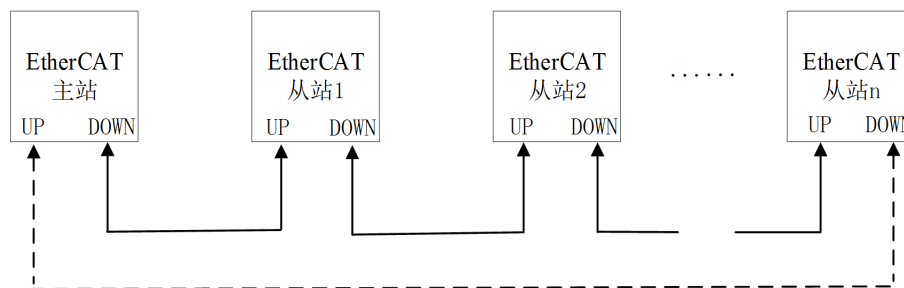 EtherCAT
主站
UP DOWN
EtherCAT
从站1
UP DOWN
EtherCAT
从站2
UP DOWN
......
EtherCAT
从站n
UP DOWN